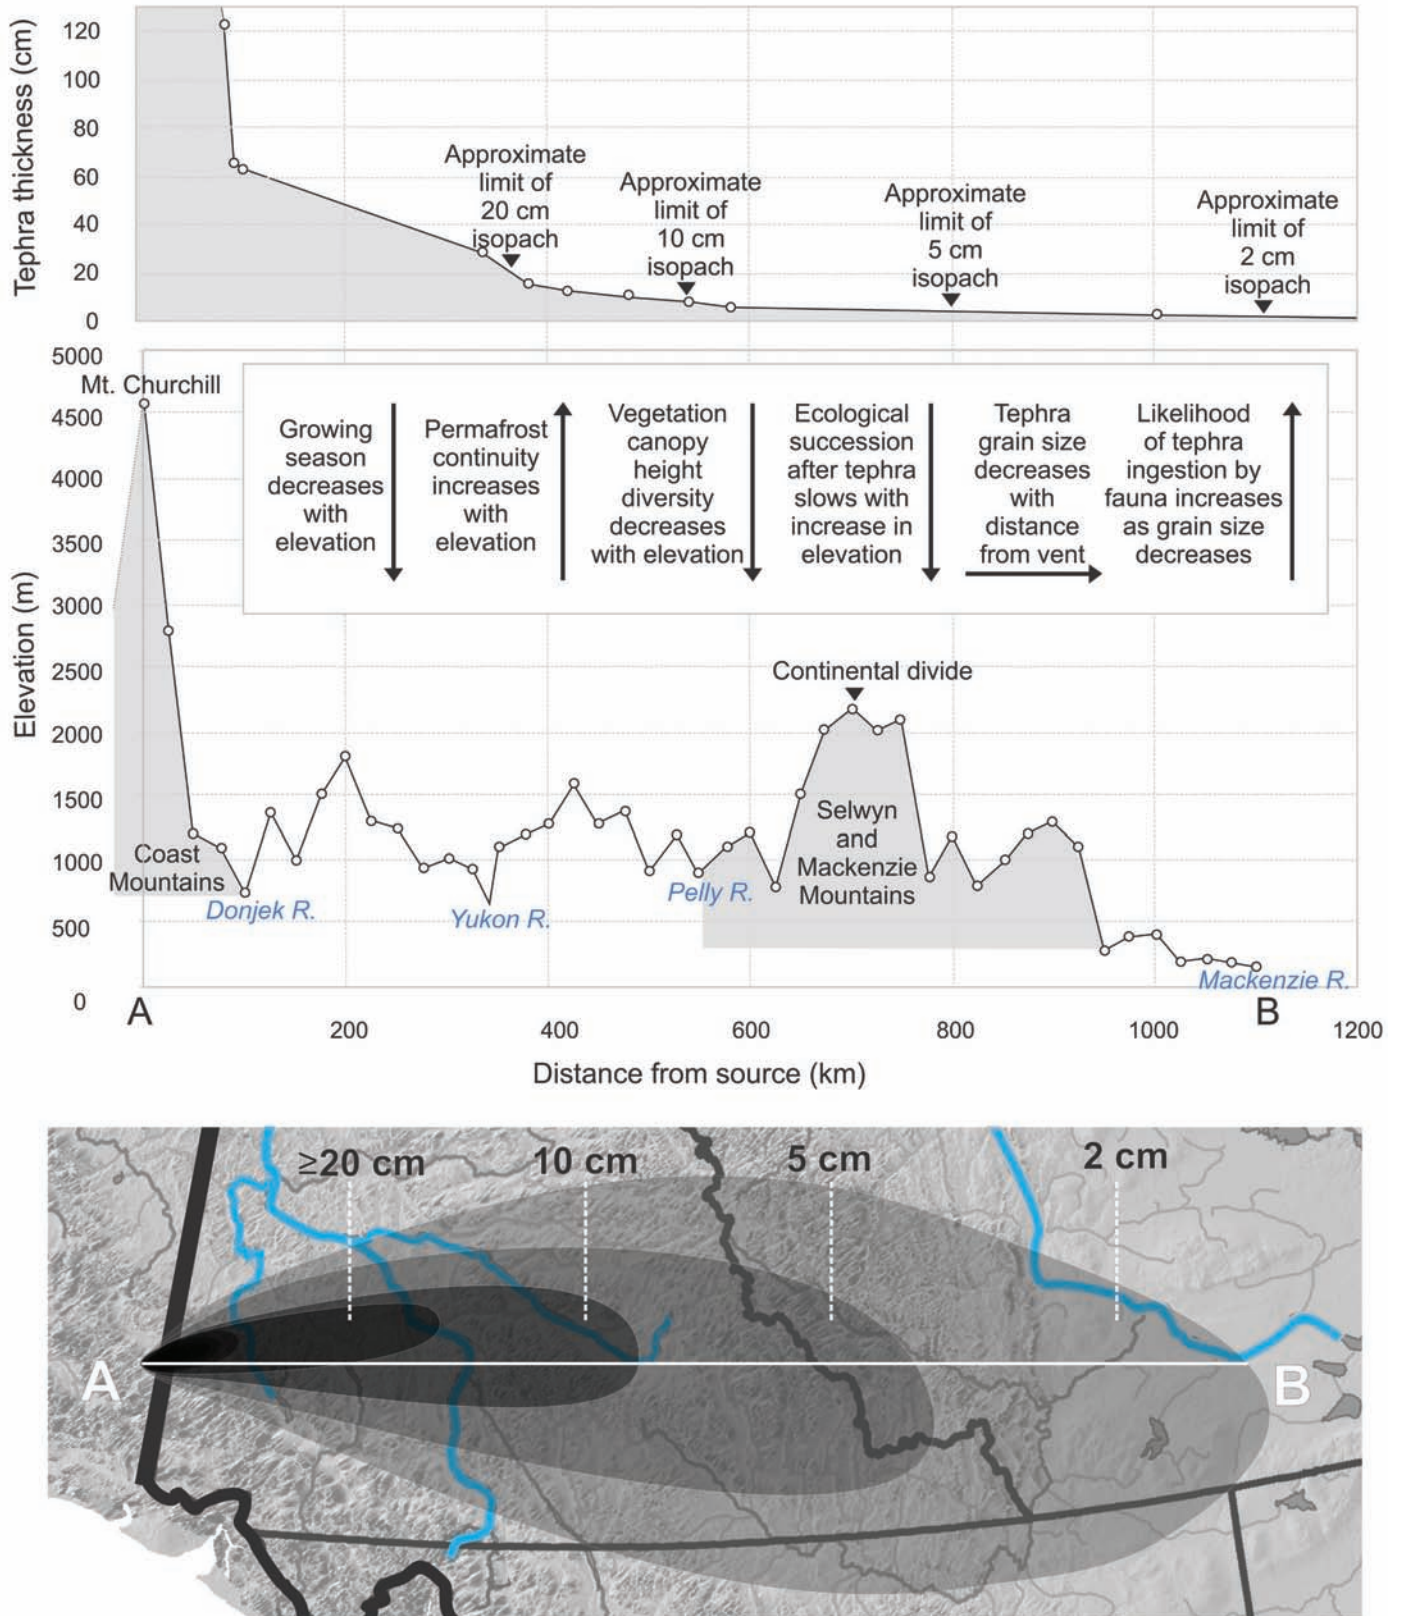 Tephra thickness (cm)
120
100
80
60
40
20
0
Approximate
limit of
20 cm
isopach
Approximate
limit of
10 cm
isopach
Approximate
limit of
5 cm
isopach
Approximate
limit of
2 cm
isopach
Elevation (m)
5000
4500
4000
3500
3000
2500
2000
1500
1000
500
0
Mt. Churchill
Growing
season
decreases
with
elevation
Permafrost
continuity
increases
with
elevation
Vegetation
canopy
height
diversity
decreases
with elevation
Ecological
succession
after tephra
slows with
increase in
elevation
Tephra
grain size
decreases
with
distance
from vent
Likelihood
of tephra
ingestion by
fauna increases
as grain size
decreases
Continental divide
Coast
Mountains
Donjek R.
Yukon R.
Pelly R.
Selwyn
and
Mackenzie
Mountains
Mackenzie R.
A
B
200
400
600
800
1000
1200
Distance from source (km)
≥20 cm
10 cm
5 cm
2 cm
A
B